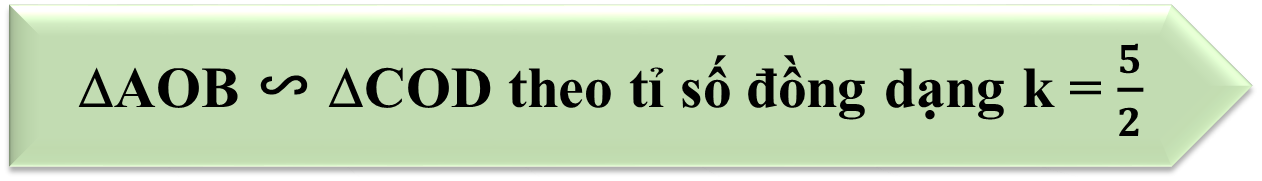 ΔAOB ∽ ΔCOD theo tỉ số đồng dạng k = 5/2